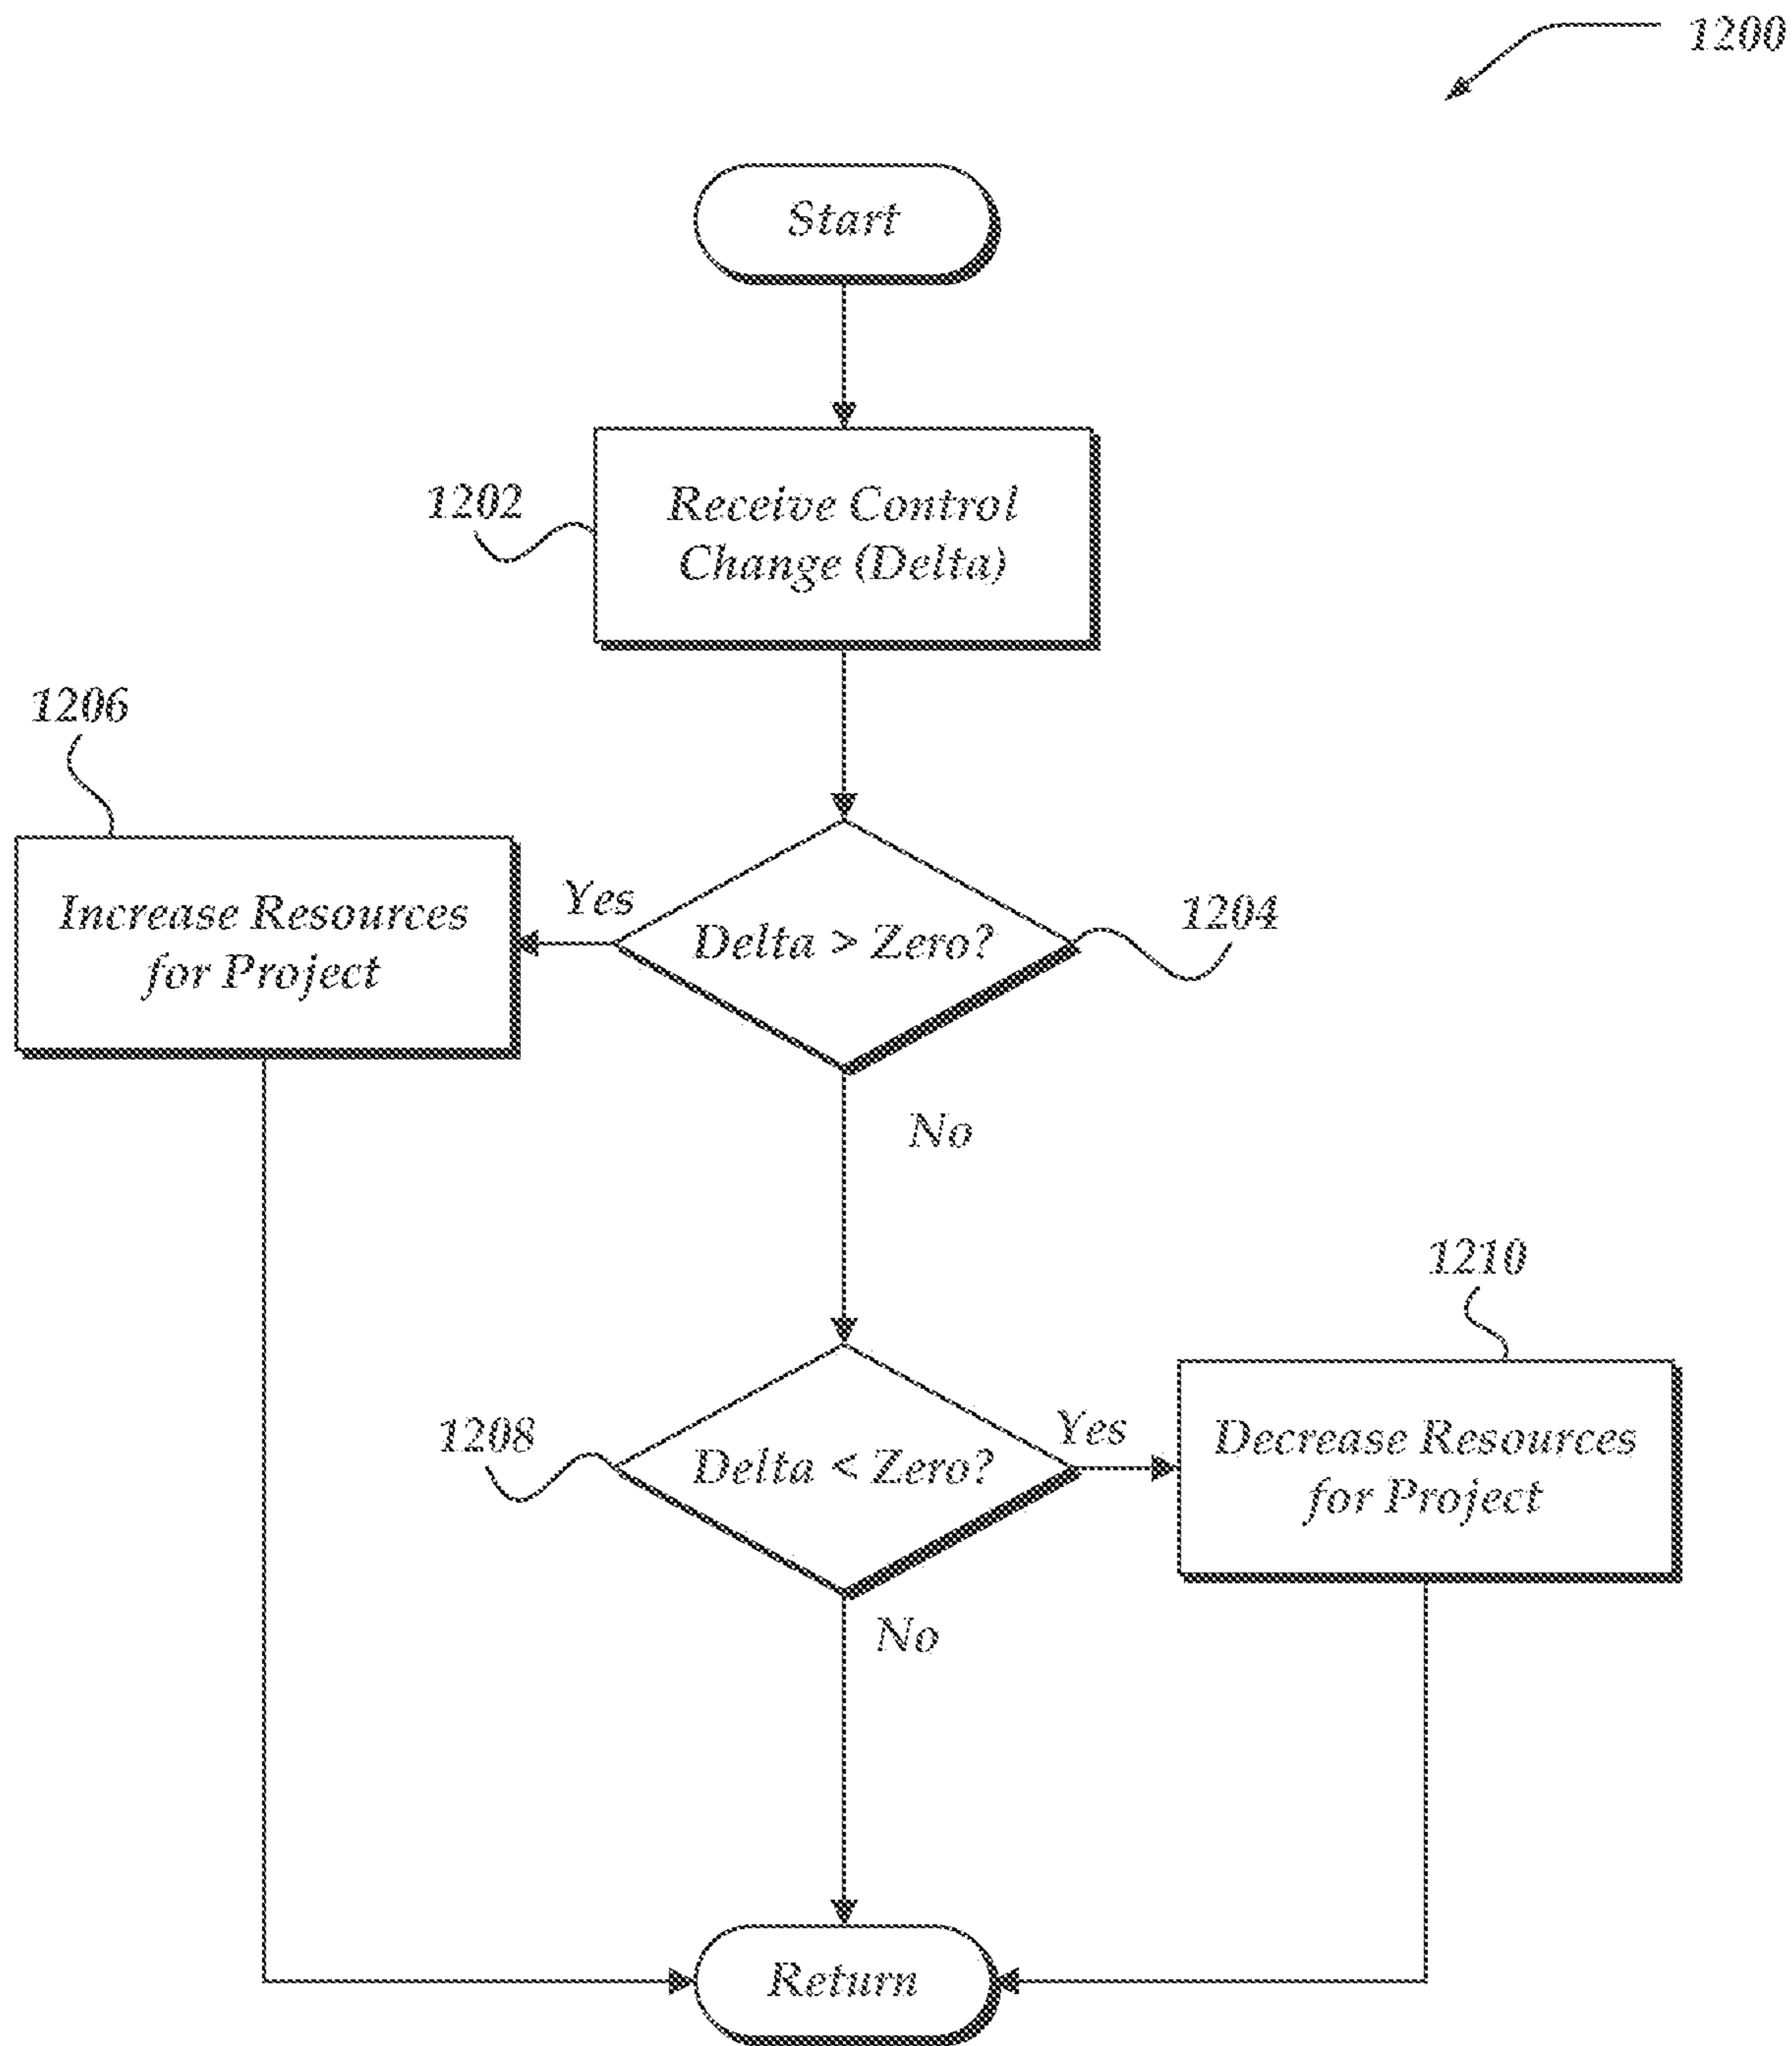 1200
Start
1202
Receive Control
Change (Delta)
1206
Increase Resources
for Project
Yes
Delta > Zero?
1204
No
1210
1208
Delta < Zero?
Yes
Decrease Resources
for Project
No
Return